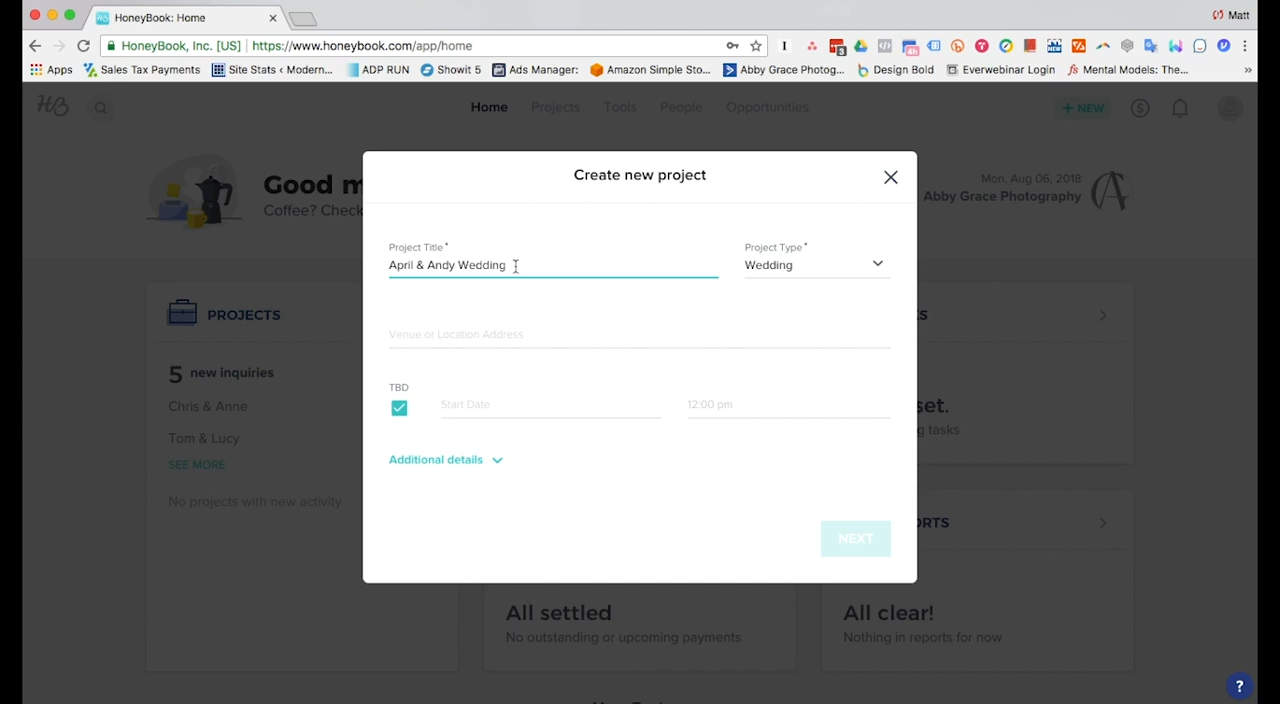 HoneyBook: Home
Matt
HoneyBook, Inc. [US] https://www.honeybook.com/app/home
3
4h
NEW
Apps
Sales Tax Payments
Site Stats ‹ Modern...
ADP RUN
Showit 5
Ads Manager:
Amazon Simple Sto...
Abby Grace Photog...
Design Bold
Everwebinar Login
Mental Models: The...
»
HB
Home
Projects
Tools
People
Opportunities
+ NEW
Good m
Coffee? Check
Mon, Aug 06, 2018
Abby Grace Photography
Create new project
Project Title *
April & Andy Wedding
Project Type *
Wedding
Venue or Location Address
TBD
Start Date
12:00 pm
Additional details
NEXT
PROJECTS
5 new inquiries
Chris & Anne
Tom & Lucy
SEE MORE
No projects with new activity
set.
g tasks
ORTS
All settled
No outstanding or upcoming payments
All clear!
Nothing in reports for now
?